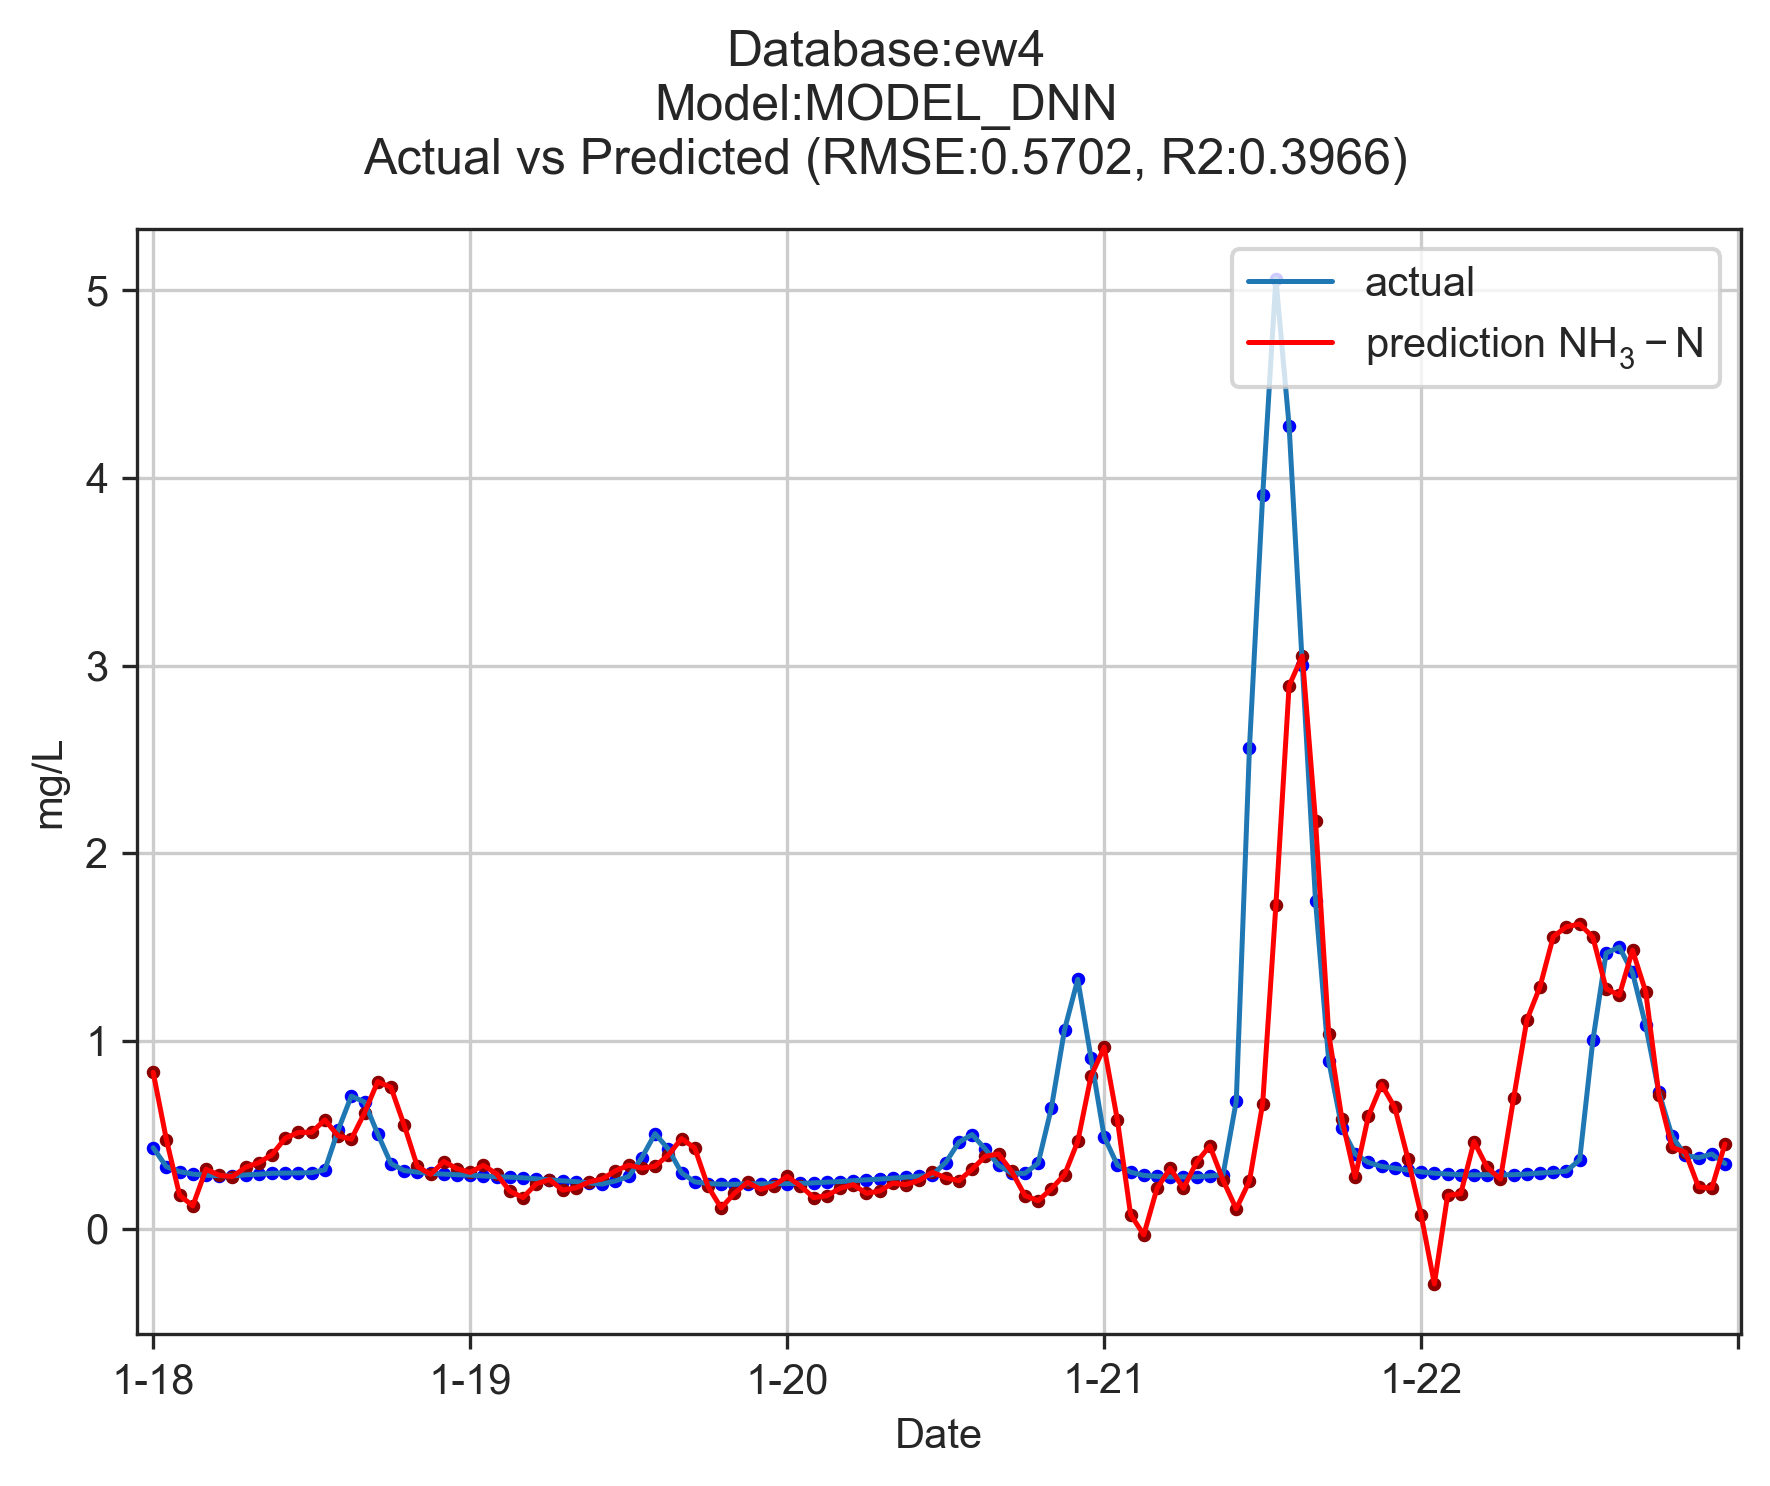 Database:ew4
Model:MODEL_DNN
Actual vs Predicted (RMSE:0.5702, R2:0.3966)
actual
prediction NH₃ − N
5
4
3
2
1
0
mg/L
1-18 1-19 1-20 1-21 1-22
Date